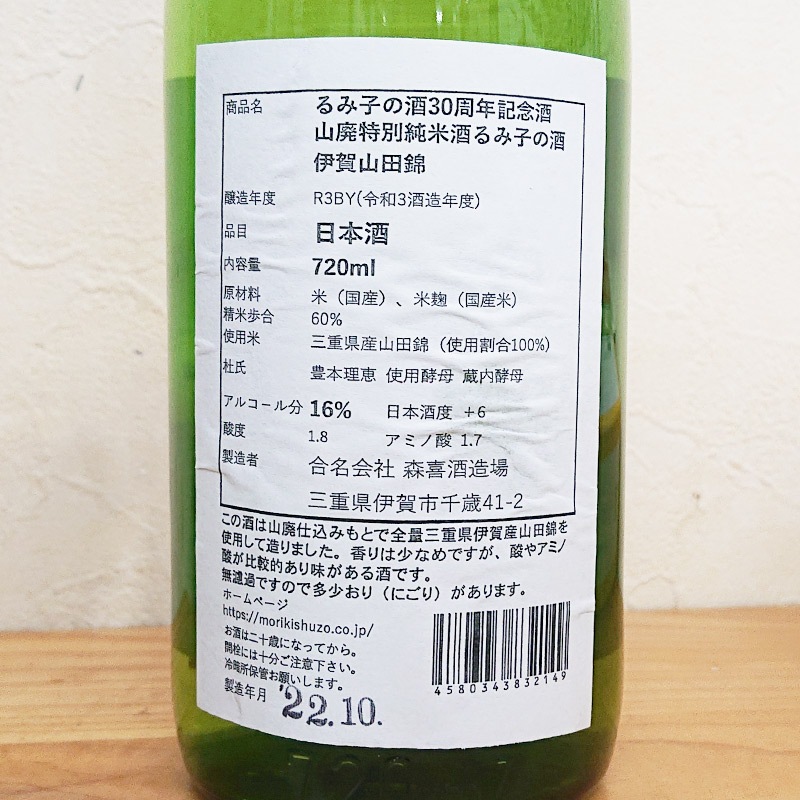 商品名 るみ子の酒30周年記念酒
山廃特別純米酒るみ子の酒
伊賀山田錦
醸造年度 R3BY(令和3酒造年度)
品目 日本酒
内容量 720ml
原材料 米(国産)、米麹(国産米)
精米歩合 60%
使用米 三重県産山田錦(使用割合100%)
杜氏 豊本理恵 使用酵母 蔵内酵母
アルコール分 16% 日本酒度 +6
酸度 1.8 アミノ酸 1.7
製造者 合名会社 森喜酒造場
三重県伊賀市千歳41-2
この酒は山廃仕込みもとで全量三重県伊賀産山田錦を
使用して造りました。香りは少なめですが、酸やアミノ
酸が比較的あり味がある酒です。
無濾過ですので多少おり(にごり)があります。
ホームページ
https://morikishuzo.co.jp/
お酒は二十歳になってから。
開栓には十分ご注意下さい。
冷暗所保管お願いします。
製造年月 '22.10.
4580343832149